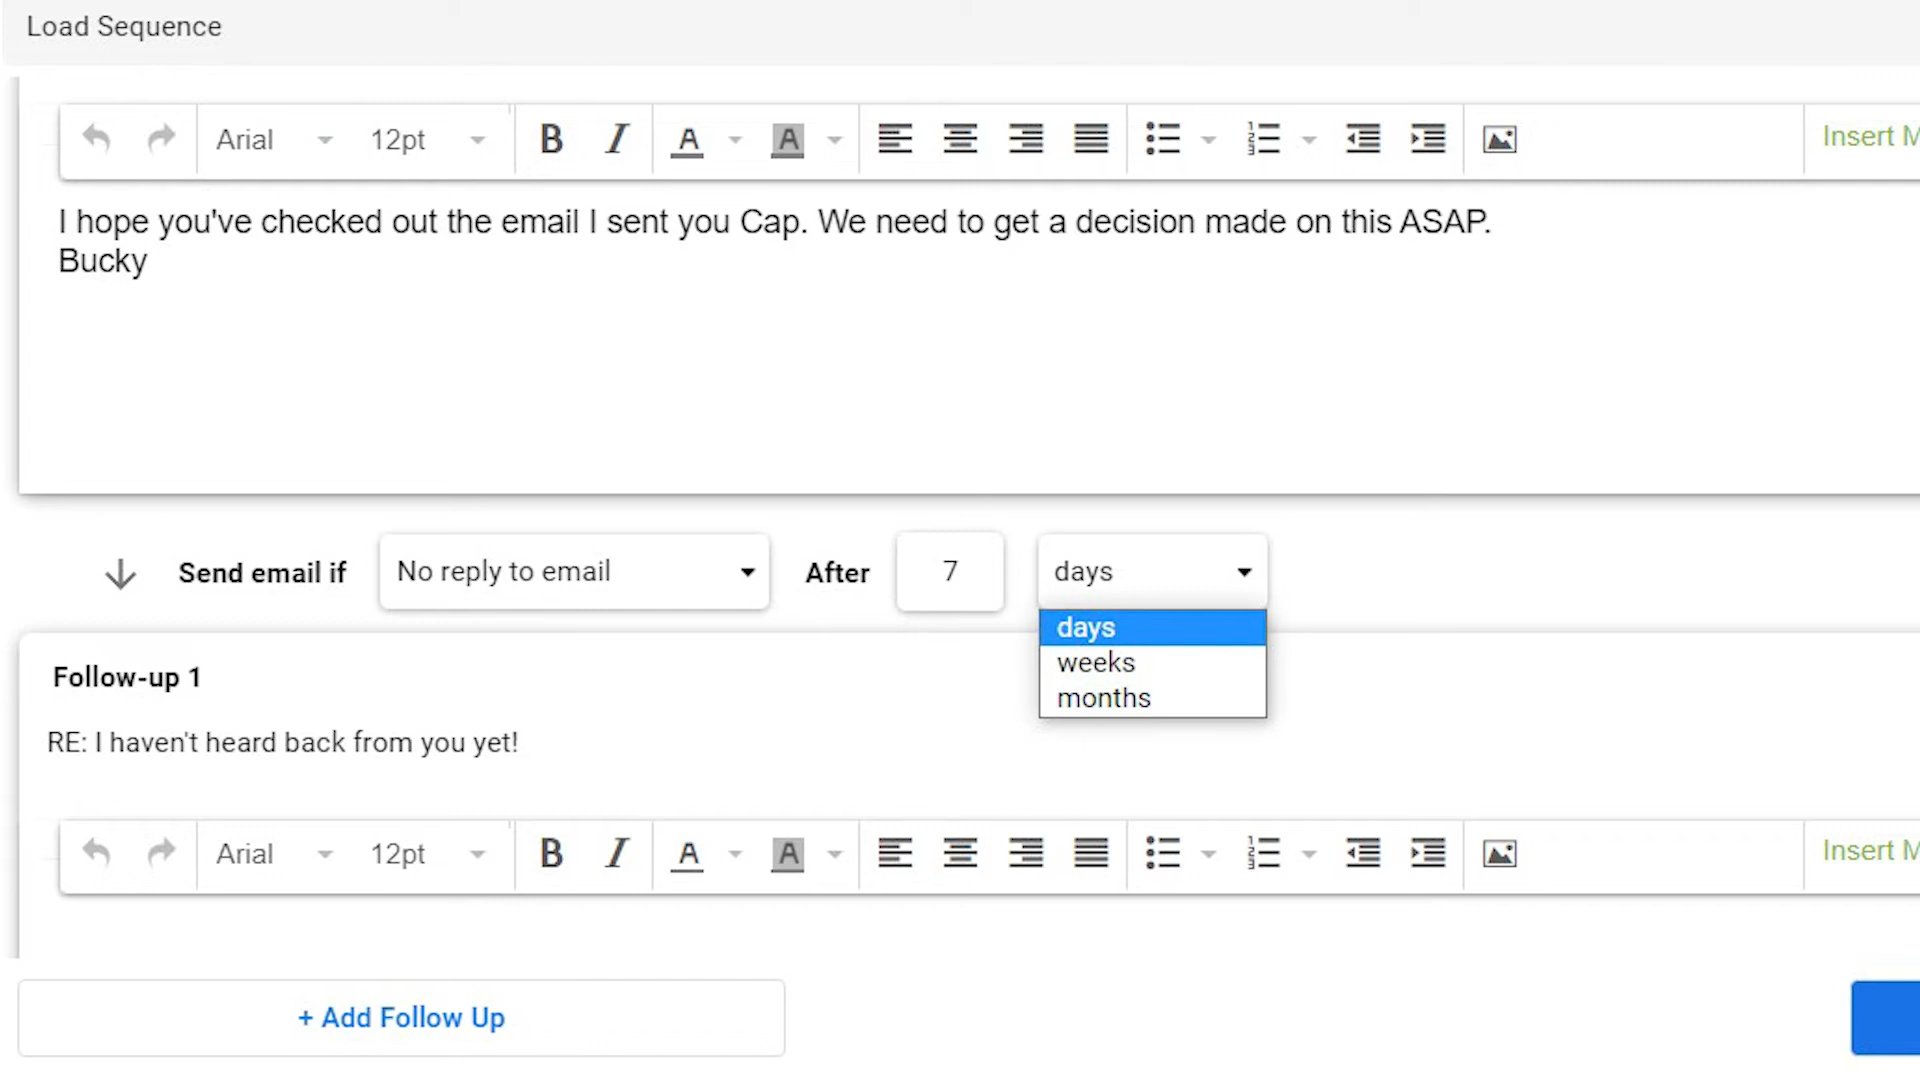 Load Sequence
Arial 12pt B I A A Insert M
I hope you've checked out the email I sent you Cap. We need to get a decision made on this ASAP.
Bucky
Send email if No reply to email After 7 days
days
weeks
months
Follow-up 1
RE: I haven't heard back from you yet!
Arial 12pt B I A A Insert M
+ Add Follow Up